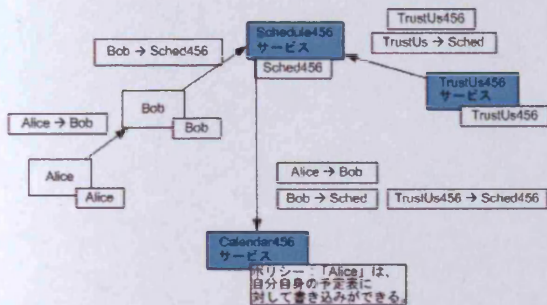 TrustUs456
TrustUs → Sched
Schedule456
サービス
Sched456
Bob → Sched456
TrustUs456
サービス
TrustUs456
Bob
Bob
Alice → Bob
Alice
Alice
Alice → Bob
Bob → Sched
TrustUs456 → Sched456
Calendar456
サービス
ポリシー:「Alice」は、
自分自身の予定表に
対して書き込みができる。